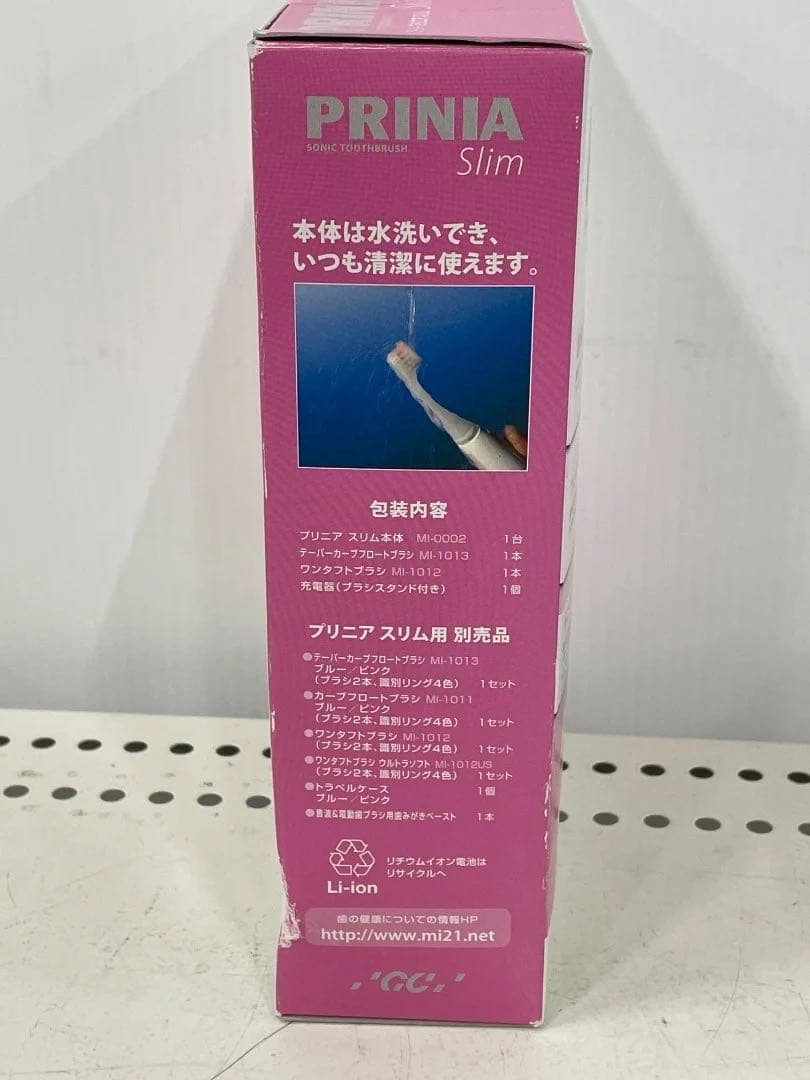 PRINIA
SONIC TOOTHBRUSH
Slim
本体は水洗いでき、
いつも清潔に使えます。
包装内容
プリニア スリム本体 MI-0002 1台
テーパーカーブフロートブラシ MI-1013 1本
ワンタフトブラシ MI-1012 1本
充電器(ブラシスタンド付き) 1個
プリニア スリム用 別売品
●テーパーカーブフロートブラシ MI-1013
ブルー/ピンク
(ブラシ2本、識別リング4色) 1セット
●カーブフロートブラシ MI-1011
ブルー/ピンク
(ブラシ2本、識別リング4色) 1セット
●ワンタフトブラシ MI-1012
(ブラシ2本、識別リング4色) 1セット
●ワンタフトブラシ ウルトラソフト MI-1012US
(ブラシ2本、識別リング4色) 1セット
●トラベルケース 1個
ブルー/ピンク
●音波&電動歯ブラシ用歯みがきペースト 1本
リチウムイオン電池は
リサイクルへ
Li-ion
歯の健康についての情報HP
http://www.mi21.net
'GC'